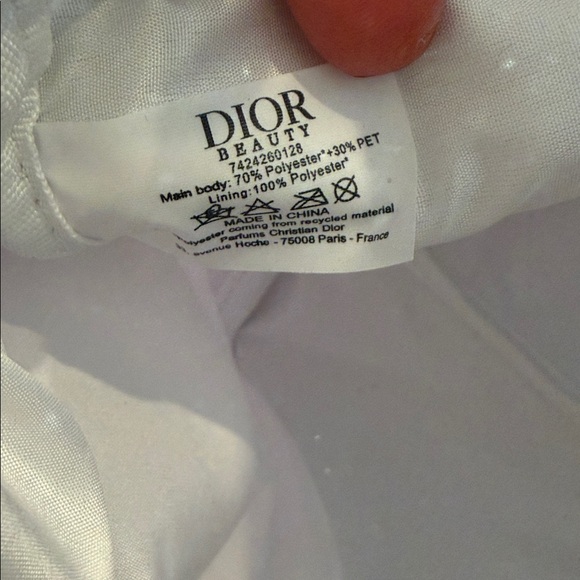 DIOR
BEAUTY
7424260128
Main body: 70% Polyester*+30% PET
Lining: 100% Polyester*
MADE IN CHINA
coming from recycled material
Parfums Christian Dior
avenue Hoche - 75008 Paris - France